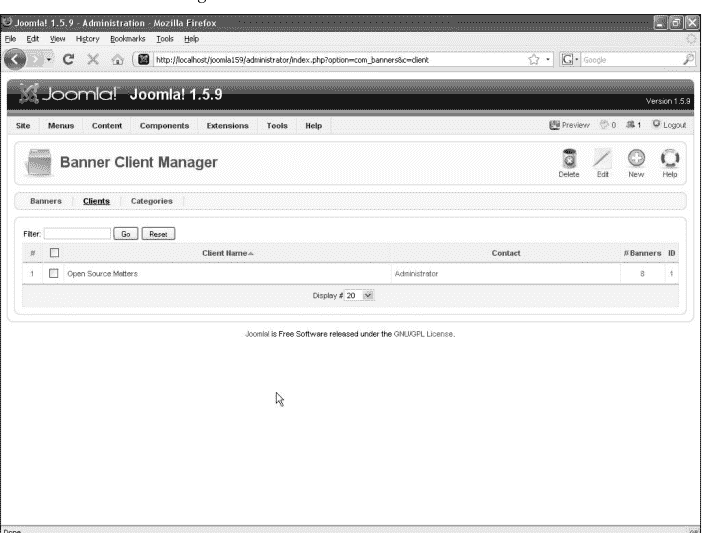 Joomla! 1.5.9 - Administration - Mozilla Firefox
File Edit View History Bookmarks Tools Help
http://localhost/joomla159/administrator/index.php?option=com_banners&c=client
G Google
Joomla! Joomla! 1.5.9
Version 1.5.9
Site Menus Content Components Extensions Tools Help Preview 0 1 Logout
Banner Client Manager
Delete Edit New Help
Banners Clients Categories
Filter: Go Reset
# Client Name Contact # Banners ID
1 Open Source Matters Administrator 8 1
Display # 20
Joomla! is Free Software released under the GNU/GPL License.
Done